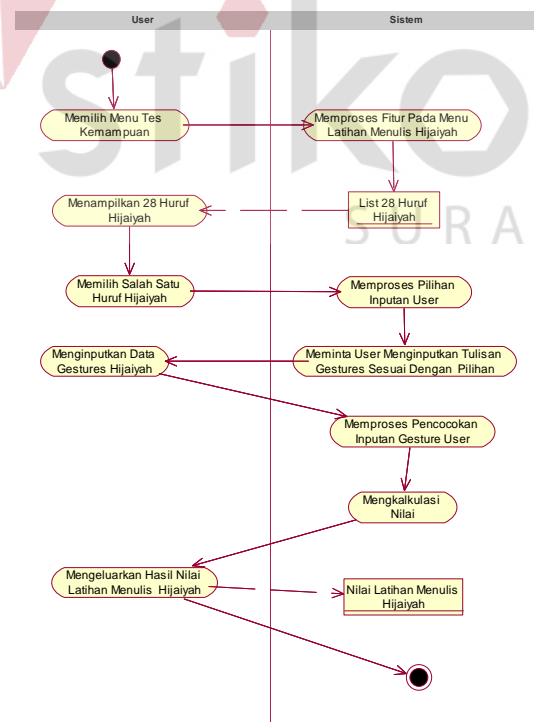 User
Sistem
Memilih Menu Tes
Kemampuan
Memproses Fitur Pada Menu
Latihan Menulis Hijaiyah
Menampilkan 28 Huruf
Hijaiyah
List 28 Huruf
Hijaiyah
Memilih Salah Satu
Huruf Hijaiyah
Memproses Pilihan
Inputan User
Menginputkan Data
Gestures Hijaiyah
Meminta User Menginputkan Tulisan
Gestures Sesuai Dengan Pilihan
Memproses Pencocokan
Inputan Gesture User
Mengkalkulasi
Nilai
Mengeluarkan Hasil Nilai
Latihan Menulis Hijaiyah
Nilai Latihan Menulis
Hijaiyah
stiko
SURA